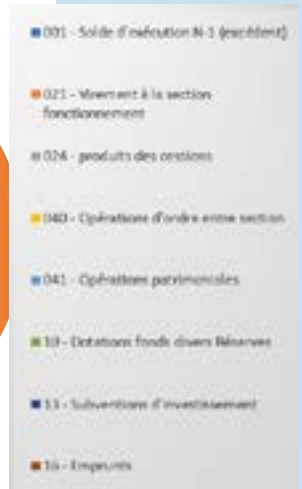 001 - Solde d'exécution N-1 (excédent)
021 - Virement à la section
fonctionnement
024 - produits des cessions
040 - Opérations d'ordre entre section
041 - Opérations patrimoniales
10 - Dotations fonds divers Réserves
13 - Subventions d'investissement
16 - Emprunts